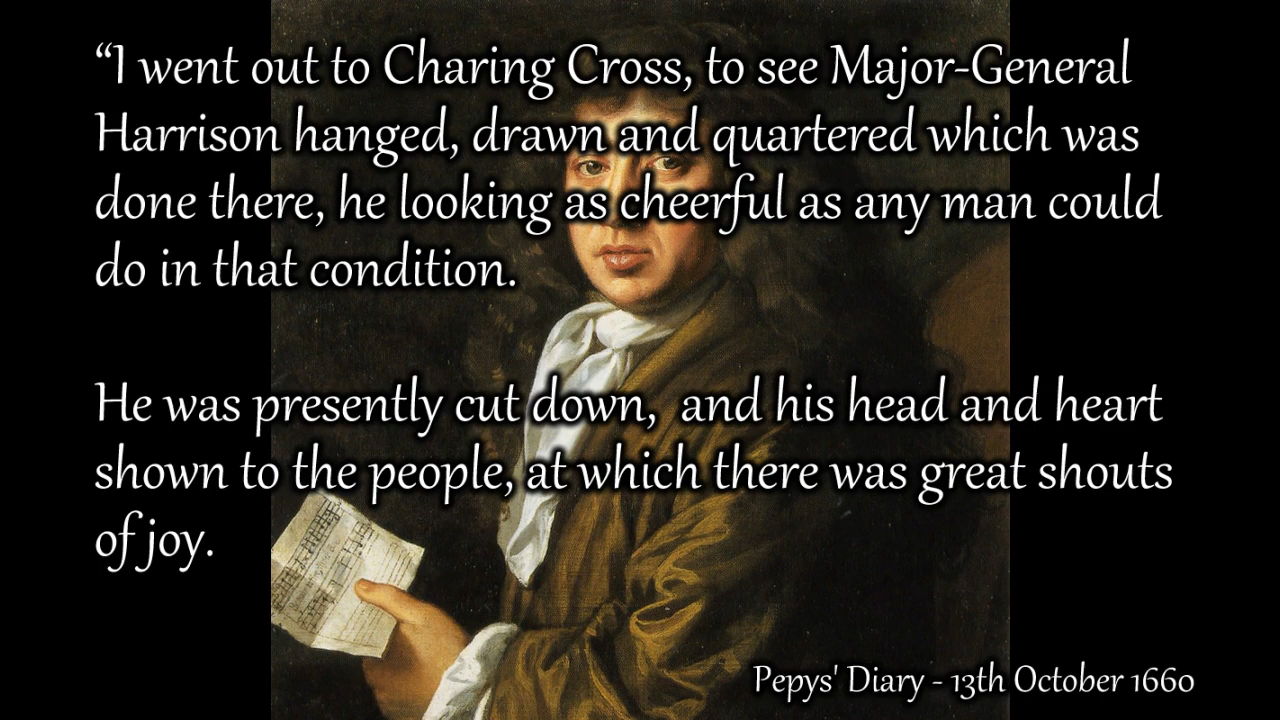 “I went out to Charing Cross, to see Major-General
Harrison hanged, drawn and quartered which was
done there, he looking as cheerful as any man could
do in that condition.
He was presently cut down,  and his head and heart
shown to the people, at which there was great shouts
of joy.
Pepys' Diary - 13th October 1660